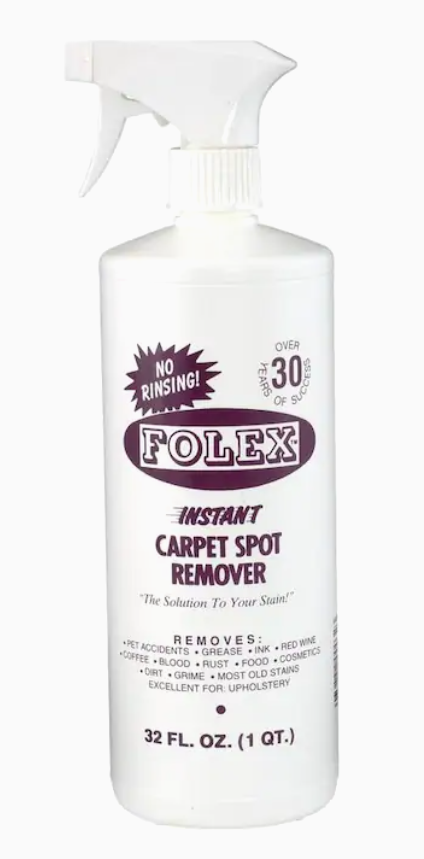 NO
RINSING!
OVER
30
YEARS OF SUCCESS
FOLEX™
INSTANT
CARPET SPOT
REMOVER
"The Solution To Your Stain!"
REMOVES:
• PET ACCIDENTS • GREASE • INK • RED WINE
• COFFEE • BLOOD • RUST • FOOD • COSMETICS
• DIRT • GRIME • MOST OLD STAINS
EXCELLENT FOR: UPHOLSTERY
32 FL. OZ. (1 QT.)